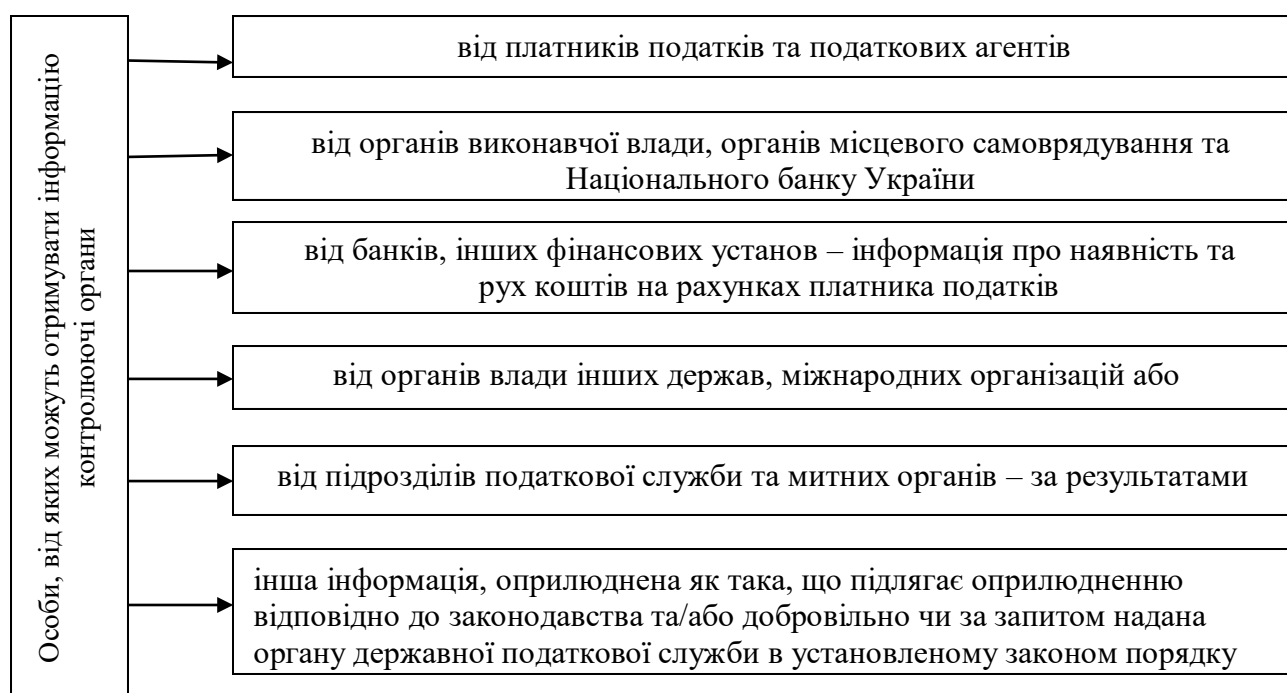 Особи, від яких можуть отримувати інформацію
контролюючі органи
від платників податків та податкових агентів
від органів виконавчої влади, органів місцевого самоврядування та
Національного банку України
від банків, інших фінансових установ – інформація про наявність та
рух коштів на рахунках платника податків
від органів влади інших держав, міжнародних організацій або
від підрозділів податкової служби та митних органів – за результатами
інша інформація, оприлюднена як така, що підлягає оприлюдненню
відповідно до законодавства та/або добровільно чи за запитом надана
органу державної податкової служби в установленому законом порядку